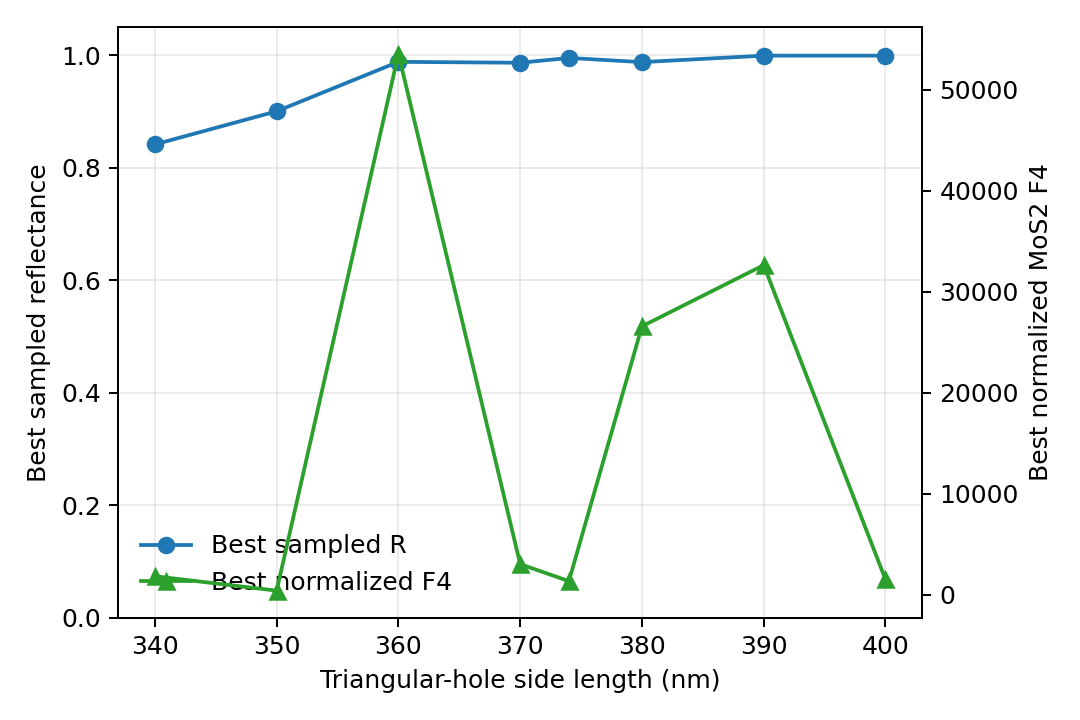 1.0
0.8
0.6
0.4
0.2
0.0
Best sampled reflectance
50000
40000
30000
20000
10000
0
Best normalized MoS2 F4
Best sampled R
Best normalized F4
340 350 360 370 380 390 400
Triangular-hole side length (nm)